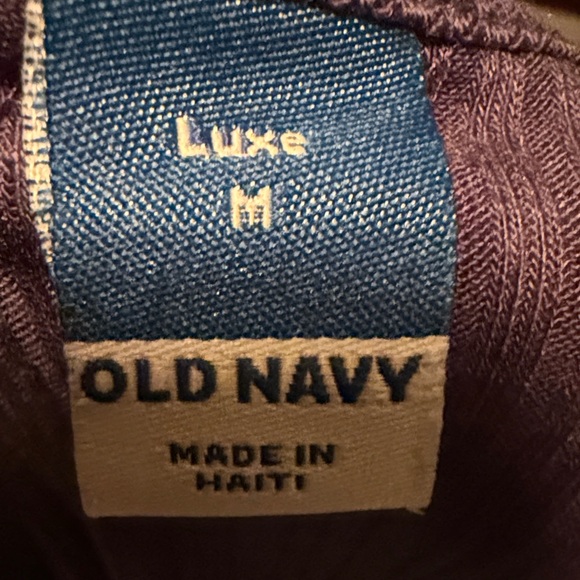 Luxe
M
OLD NAVY
MADE IN
HAITI